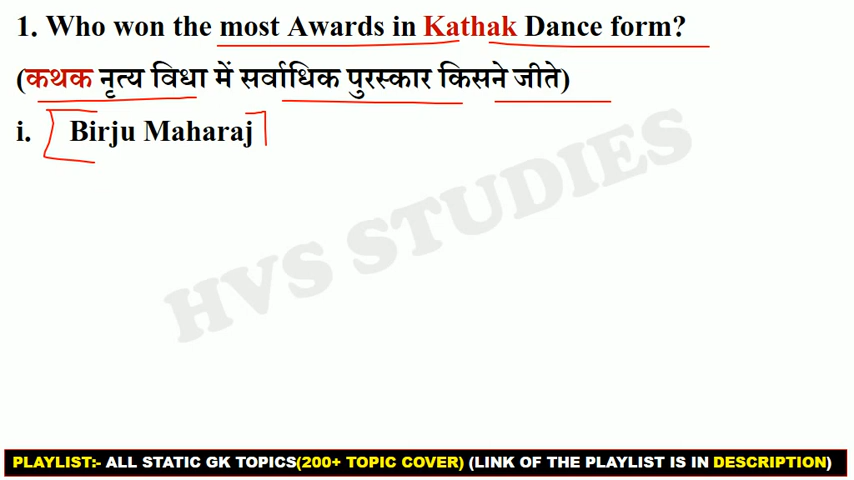 1. Who won the most Awards in Kathak Dance form?
(कथक नृत्य विधा में सर्वाधिक पुरस्कार किसने जीते)
i. Birju Maharaj
HVS STUDIES
PLAYLIST:- ALL STATIC GK TOPICS(200+ TOPIC COVER) (LINK OF THE PLAYLIST IS IN DESCRIPTION)